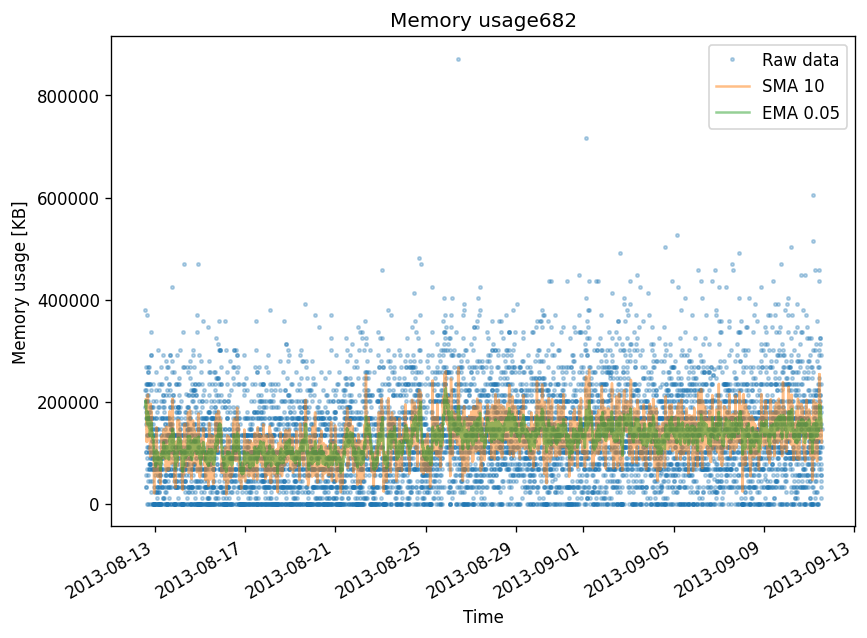 Memory usage682
Raw data
SMA 10
EMA 0.05
Memory usage [KB]
800000
600000
400000
200000
0
2013-08-13
2013-08-17
2013-08-21
2013-08-25
2013-08-29
2013-09-01
2013-09-05
2013-09-09
2013-09-13
Time